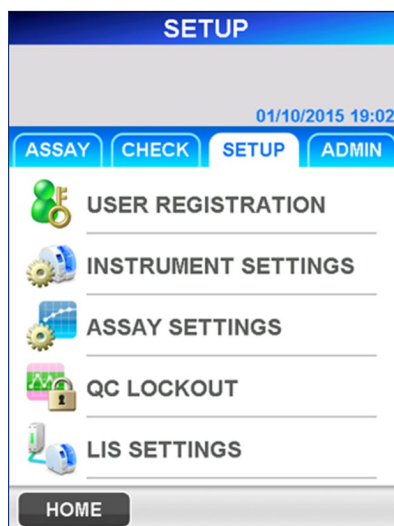 SETUP
01/10/2015 19:02
ASSAY CHECK SETUP ADMIN
USER REGISTRATION
INSTRUMENT SETTINGS
ASSAY SETTINGS
QC LOCKOUT
LIS SETTINGS
HOME